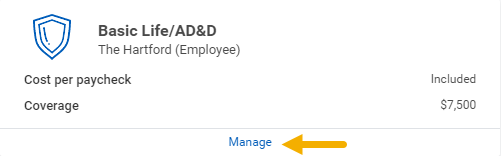 Basic Life/AD&D
The Hartford (Employee)
Cost per paycheck Included
Coverage $7,500
Manage